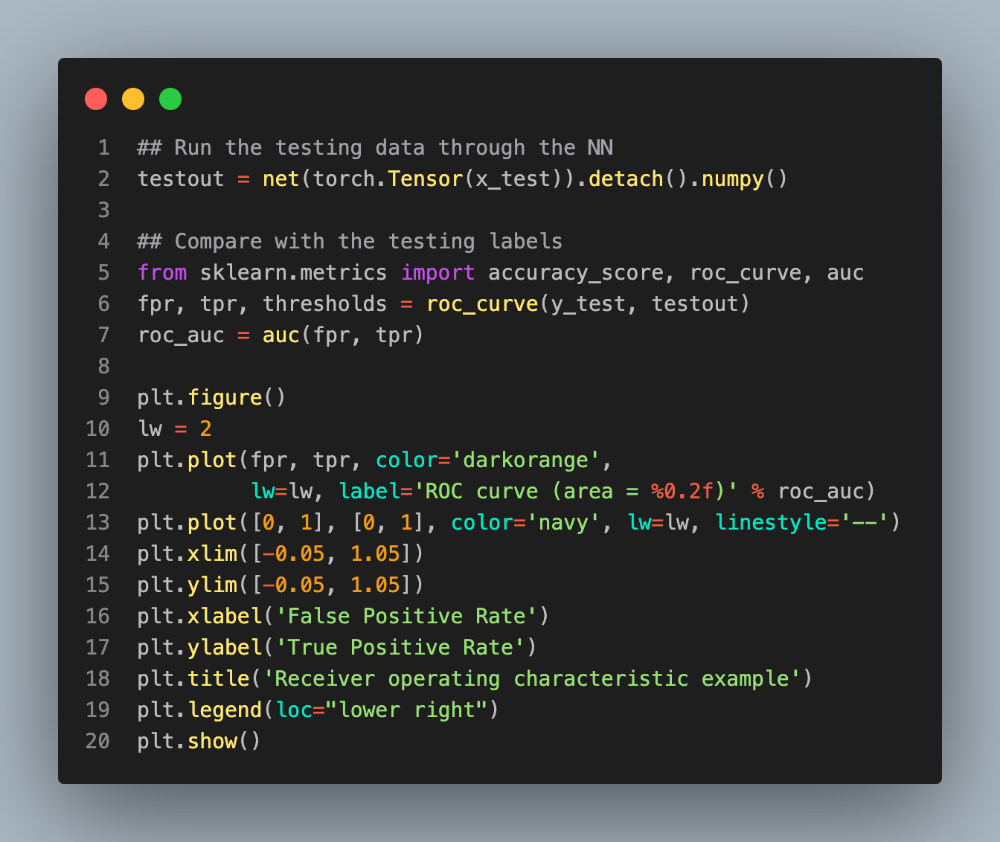 1 ## Run the testing data through the NN
2 testout = net(torch.Tensor(x_test)).detach().numpy()
3
4 ## Compare with the testing labels
5 from sklearn.metrics import accuracy_score, roc_curve, auc
6 fpr, tpr, thresholds = roc_curve(y_test, testout)
7 roc_auc = auc(fpr, tpr)
8
9 plt.figure()
10 lw = 2
11 plt.plot(fpr, tpr, color='darkorange',
12          lw=lw, label='ROC curve (area = %0.2f)' % roc_auc)
13 plt.plot([0, 1], [0, 1], color='navy', lw=lw, linestyle='--')
14 plt.xlim([-0.05, 1.05])
15 plt.ylim([-0.05, 1.05])
16 plt.xlabel('False Positive Rate')
17 plt.ylabel('True Positive Rate')
18 plt.title('Receiver operating characteristic example')
19 plt.legend(loc="lower right")
20 plt.show()